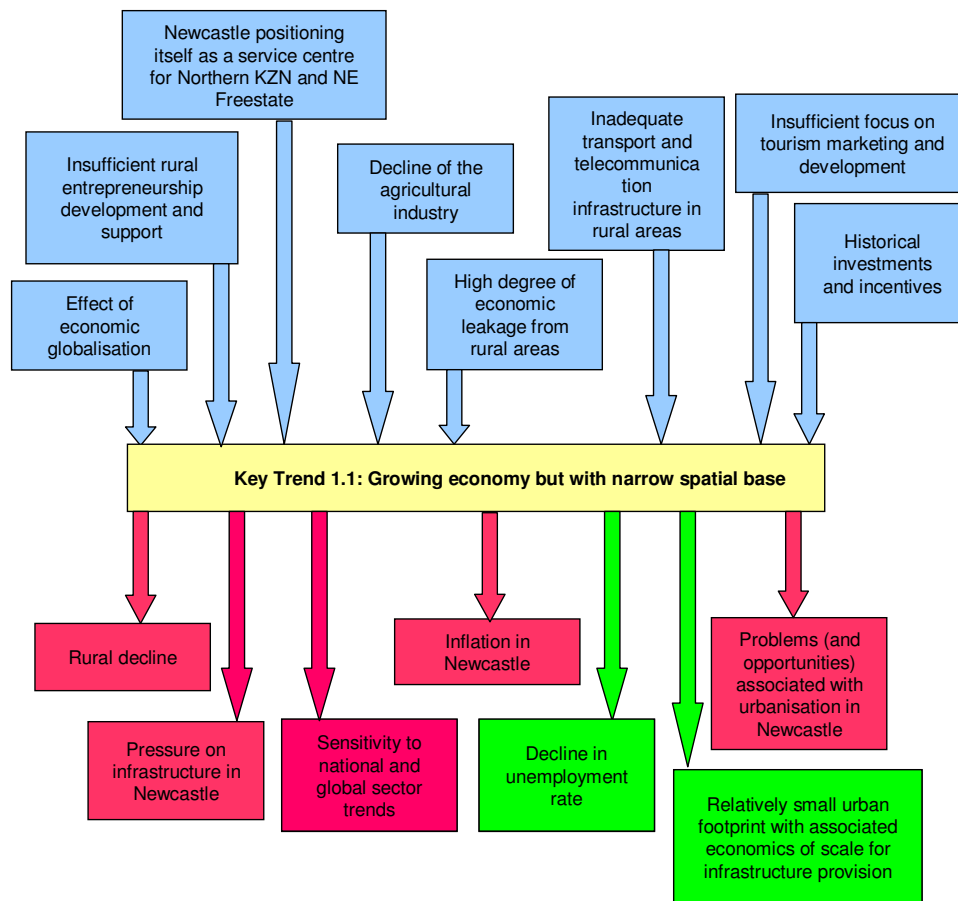 Newcastle positioning
itself as a service centre
for Northern KZN and NE
Freestate
Insufficient rural
entrepreneurship
development and
support
Decline of the
agricultural
industry
Inadequate
transport and
telecommunica
tion
infrastructure in
rural areas
Insufficient focus on
tourism marketing and
development
Effect of
economic
globalisation
High degree of
economic
leakage from
rural areas
Historical
investments
and incentives
Key Trend 1.1: Growing economy but with narrow spatial base
Rural decline
Inflation in
Newcastle
Problems (and
opportunities)
associated with
urbanisation in
Newcastle
Pressure on
infrastructure in
Newcastle
Sensitivity to
national and
global sector
trends
Decline in
unemployment
rate
Relatively small urban
footprint with associated
economics of scale for
infrastructure provision